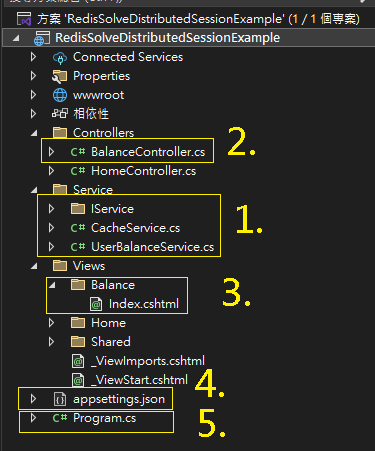 方案 'RedisSolveDistributedSessionExample' (1 / 1 個專案)
RedisSolveDistributedSessionExample
Connected Services
Properties
wwwroot
相依性
Controllers
C# BalanceController.cs 2.
C# HomeController.cs
Service
IService
C# CacheService.cs 1.
C# UserBalanceService.cs
Views
Balance
Index.cshtml 3.
Home
Shared
_ViewImports.cshtml
_ViewStart.cshtml
appsettings.json 4.
C# Program.cs 5.